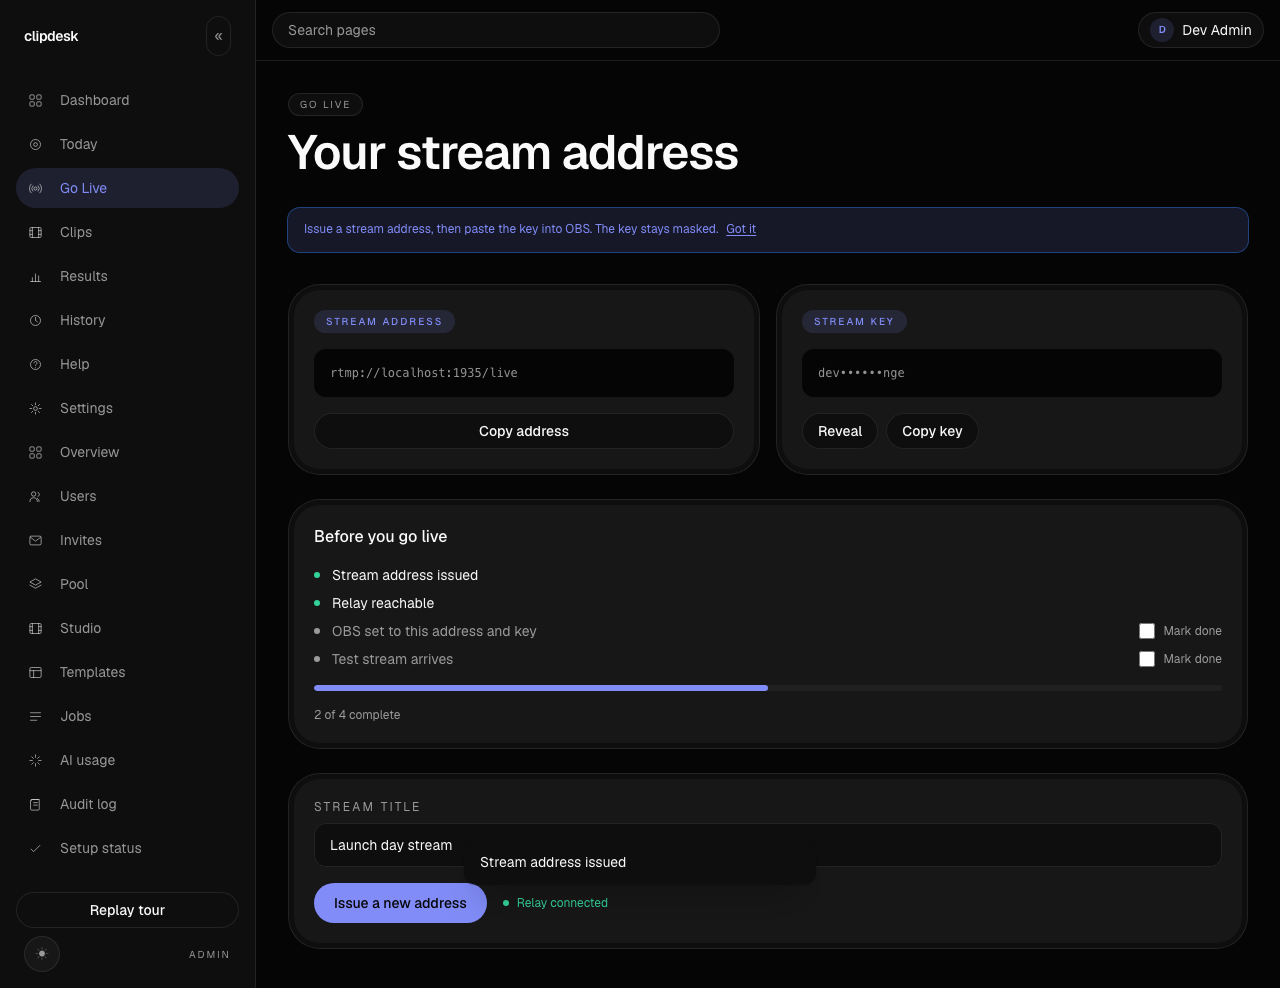 clipdesk
«
Search pages
D
Dev Admin
Dashboard
Today
Go Live
Clips
Results
History
Help
Settings
Overview
Users
Invites
Pool
Studio
Templates
Jobs
AI usage
Audit log
Setup status
Replay tour
ADMIN
GO LIVE
Your stream address
Issue a stream address, then paste the key into OBS. The key stays masked. Got it
STREAM ADDRESS
rtmp://localhost:1935/live
Copy address
STREAM KEY
dev••••••nge
Reveal
Copy key
Before you go live
Stream address issued
Relay reachable
OBS set to this address and key
Mark done
Test stream arrives
Mark done
2 of 4 complete
STREAM TITLE
Launch day stream
Stream address issued
Issue a new address
Relay connected